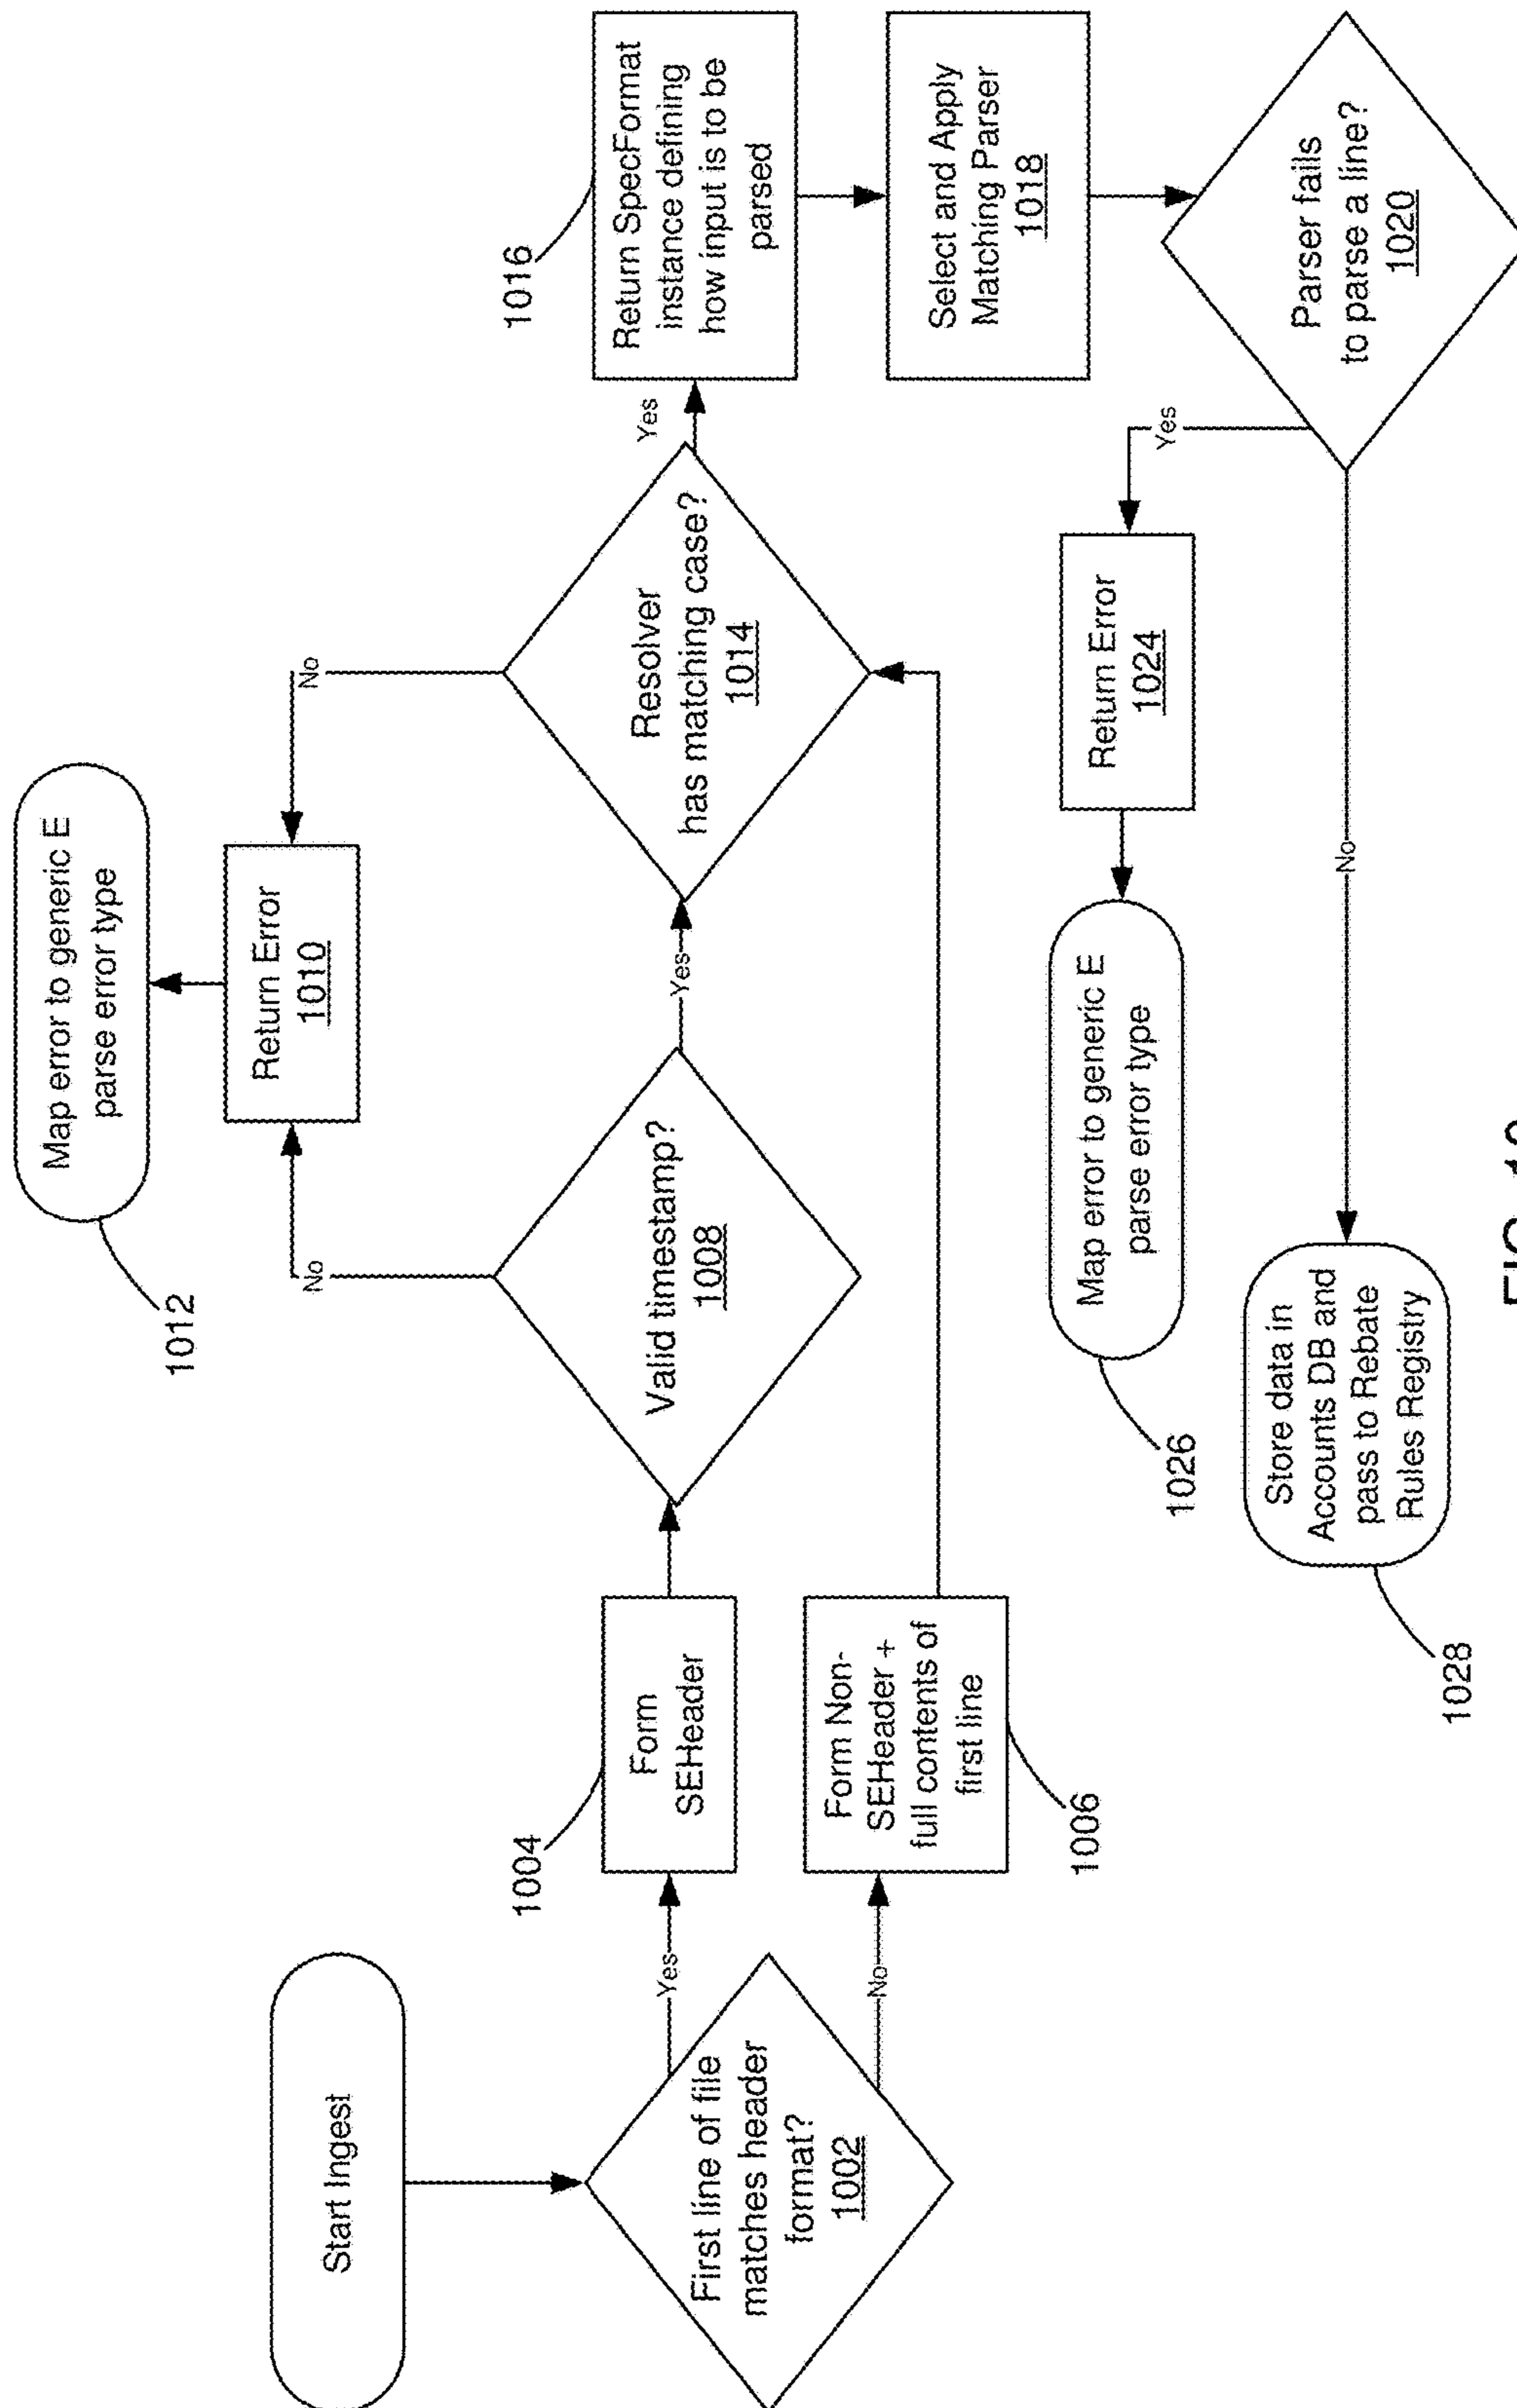 Start Ingest
First line of file
matches header
format?
1002
Yes
No
1004
Form
SEHeader
Form Non-
SEHeader +
full contents of
first line
1006
Valid timestamp?
1008
No
Yes
Return Error
1010
Map error to generic E
parse error type
1012
Resolver
has matching case?
1014
No
Yes
1016
Return SpecFormat
instance defining
how input is to be
parsed
Select and Apply
Matching Parser
1018
Parser fails
to parse a line?
1020
Yes
Return Error
1024
Map error to generic E
parse error type
1026
No
Store data in
Accounts DB and
pass to Rebate
Rules Registry
1028
FIG.